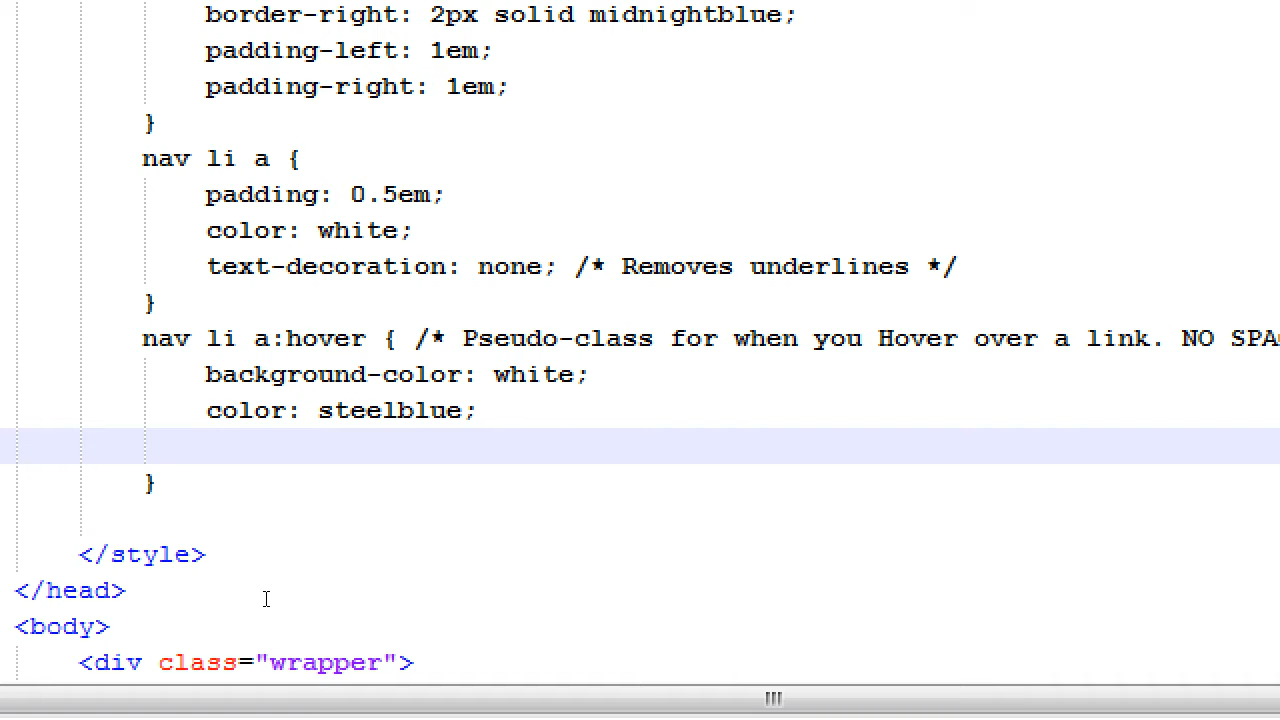 border-right: 2px solid midnightblue;
padding-left: 1em;
padding-right: 1em;
}
nav li a {
padding: 0.5em;
color: white;
text-decoration: none; /* Removes underlines */
}
nav li a:hover { /* Pseudo-class for when you Hover over a link. NO
background-color: white;
color: steelblue;
}
</style>
</head>
<body>
<div class="wrapper">